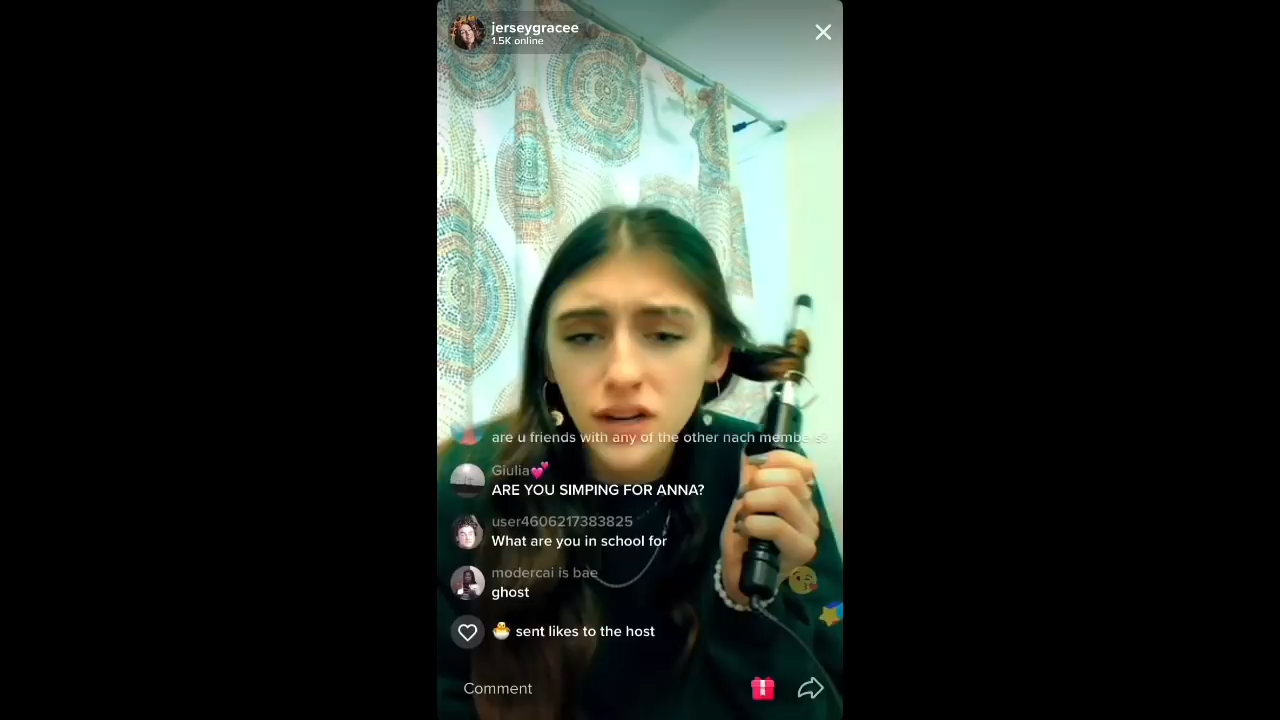 jerseygracee
1.5K online
are u friends with any of the other nach members?
Giulia💕
ARE YOU SIMPING FOR ANNA?
user4606217383825
What are you in school for
modercai is bae
ghost
🐣 sent likes to the host
Comment